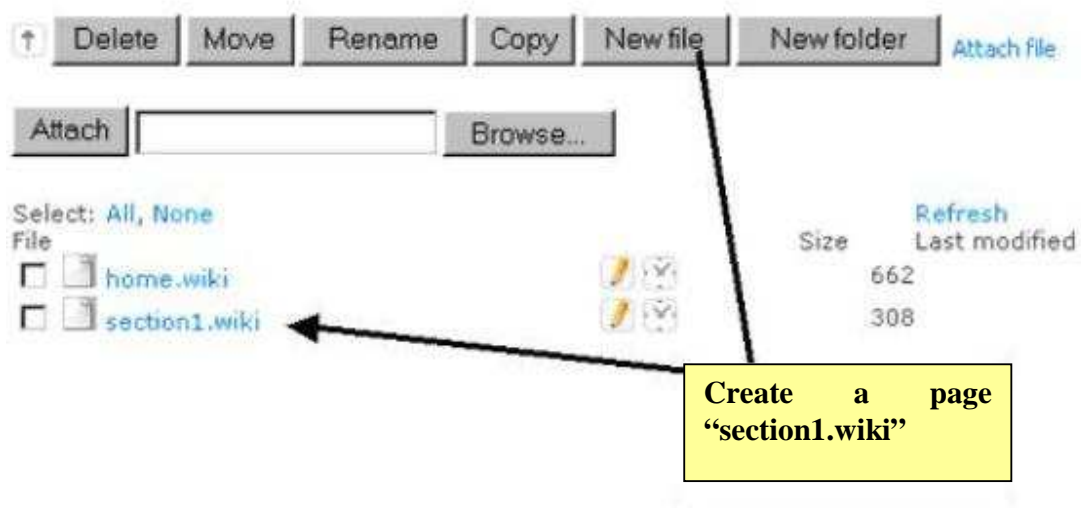 Delete Move Rename Copy New file New folder Attach file
Attach Browse...
Select: All, None Refresh
File Size Last modified
home.wiki 662
section1.wiki 308
Create a page
“section1.wiki”